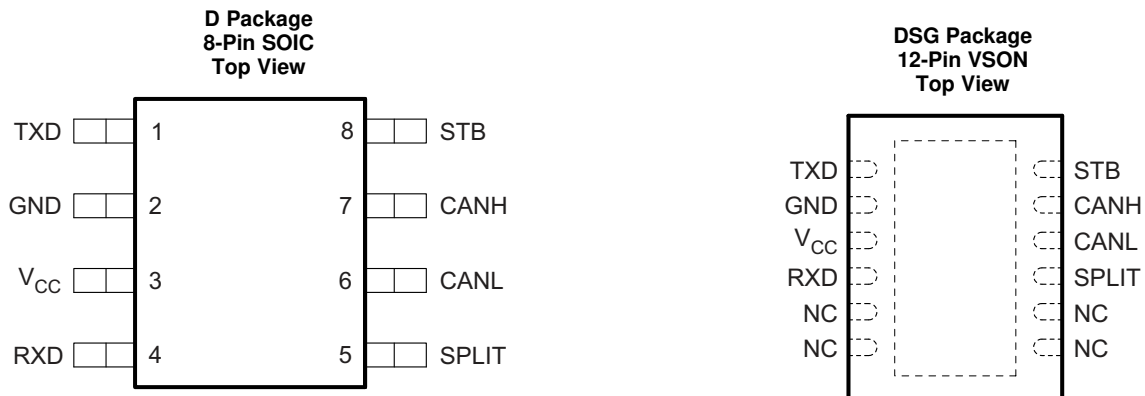 D Package
8-Pin SOIC
Top View
TXD 1 8 STB
GND 2 7 CANH
VCC 3 6 CANL
RXD 4 5 SPLIT
DSG Package
12-Pin VSON
Top View
TXD STB
GND CANH
VCC CANL
RXD SPLIT
NC NC
NC NC